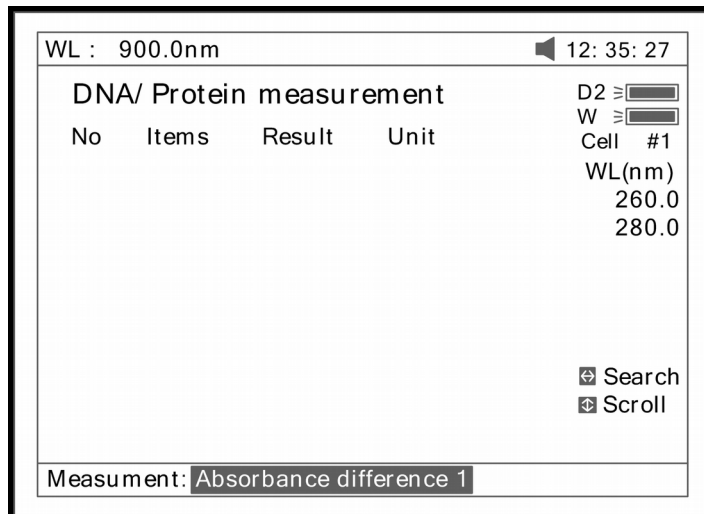 WL : 900.0nm 12: 35: 27
DNA/ Protein measurement
D2
W
No Items Result Unit
Cell #1
WL(nm)
260.0
280.0
Search
Scroll
Measument: Absorbance difference 1